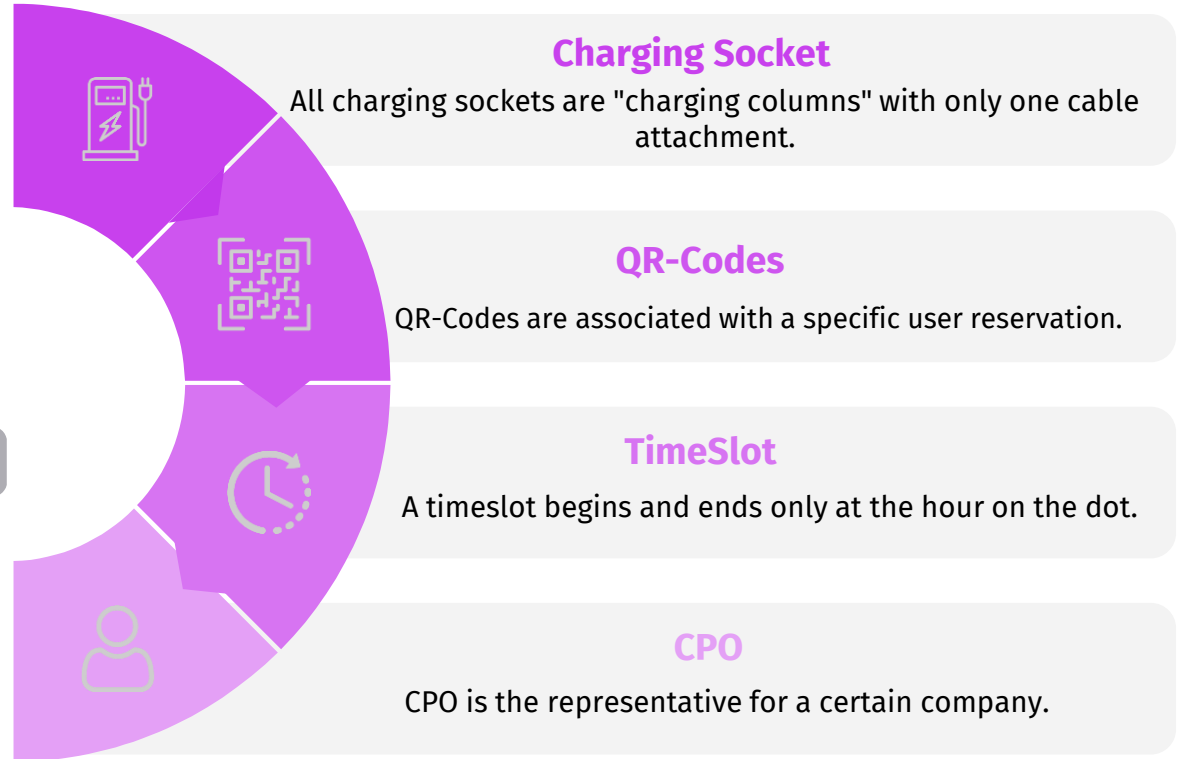 Charging Socket
All charging sockets are "charging columns" with only one cable
attachment.
QR-Codes
QR-Codes are associated with a specific user reservation.
TimeSlot
A timeslot begins and ends only at the hour on the dot.
CPO
CPO is the representative for a certain company.